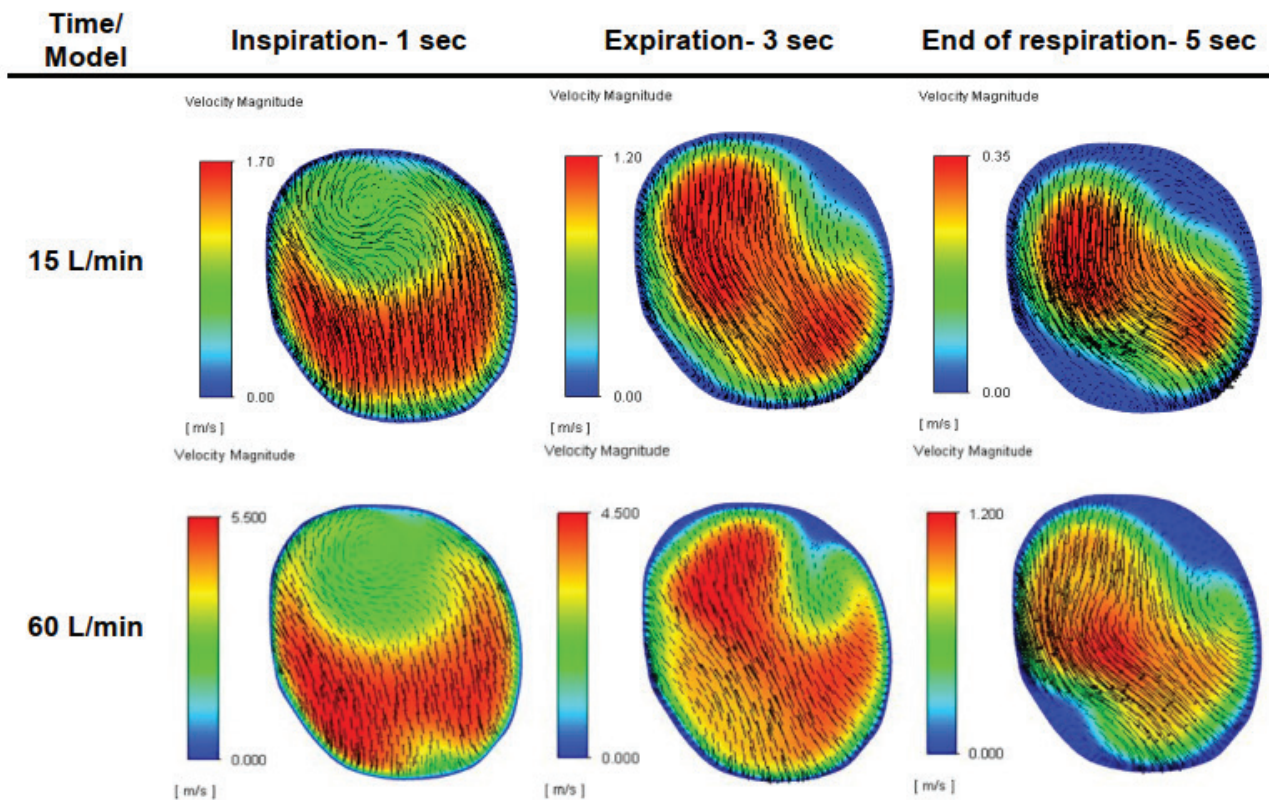 Time/
Model
Inspiration- 1 sec
Expiration- 3 sec
End of respiration- 5 sec
15 L/min
Velocity Magnitude
1.70
0.00
[ m/s ]
Velocity Magnitude
1.20
0.00
[ m/s ]
Velocity Magnitude
0.35
0.00
[ m/s ]
60 L/min
Velocity Magnitude
5.500
0.000
[ m/s ]
Velocity Magnitude
4.500
0.000
[ m/s ]
Velocity Magnitude
1.200
0.000
[ m/s ]